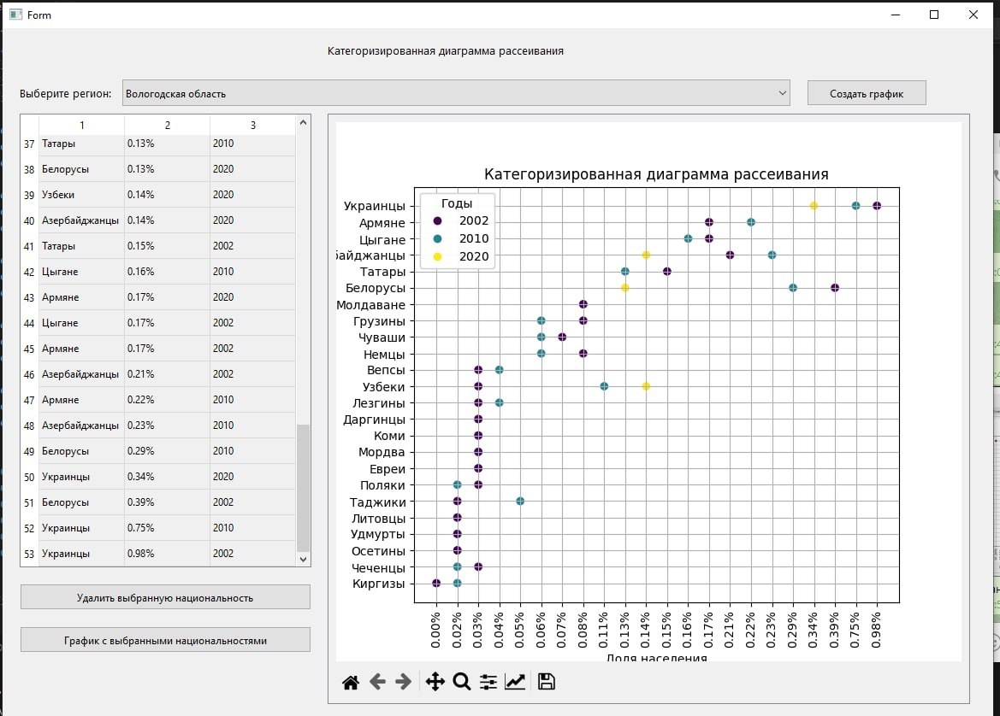 Form
Категоризированная диаграмма рассеивания
Выберите регион: Вологодская область Создать график
1 2 3
37 Татары 0.13% 2010
38 Белорусы 0.13% 2020
39 Узбеки 0.14% 2020
40 Азербайджанцы 0.14% 2020
41 Татары 0.15% 2002
42 Цыгане 0.16% 2010
43 Армяне 0.17% 2020
44 Цыгане 0.17% 2002
45 Армяне 0.17% 2002
46 Азербайджанцы 0.21% 2002
47 Армяне 0.22% 2010
48 Азербайджанцы 0.23% 2010
49 Белорусы 0.29% 2010
50 Украинцы 0.34% 2020
51 Белорусы 0.39% 2002
52 Украинцы 0.75% 2010
53 Украинцы 0.98% 2002
Удалить выбранную национальность
График с выбранными национальностями
Категоризированная диаграмма рассеивания
Годы
2002
2010
2020
Украинцы
Армяне
Цыгане
байджанцы
Татары
Белорусы
Молдаване
Грузины
Чуваши
Немцы
Вепсы
Узбеки
Лезгины
Даргинцы
Коми
Мордва
Евреи
Поляки
Таджики
Литовцы
Удмурты
Осетины
Чеченцы
Киргизы
0.00% 0.02% 0.03% 0.04% 0.05% 0.06% 0.07% 0.08% 0.11% 0.13% 0.14% 0.15% 0.16% 0.17% 0.21% 0.22% 0.23% 0.29% 0.34% 0.39% 0.75% 0.98%
Доля населения